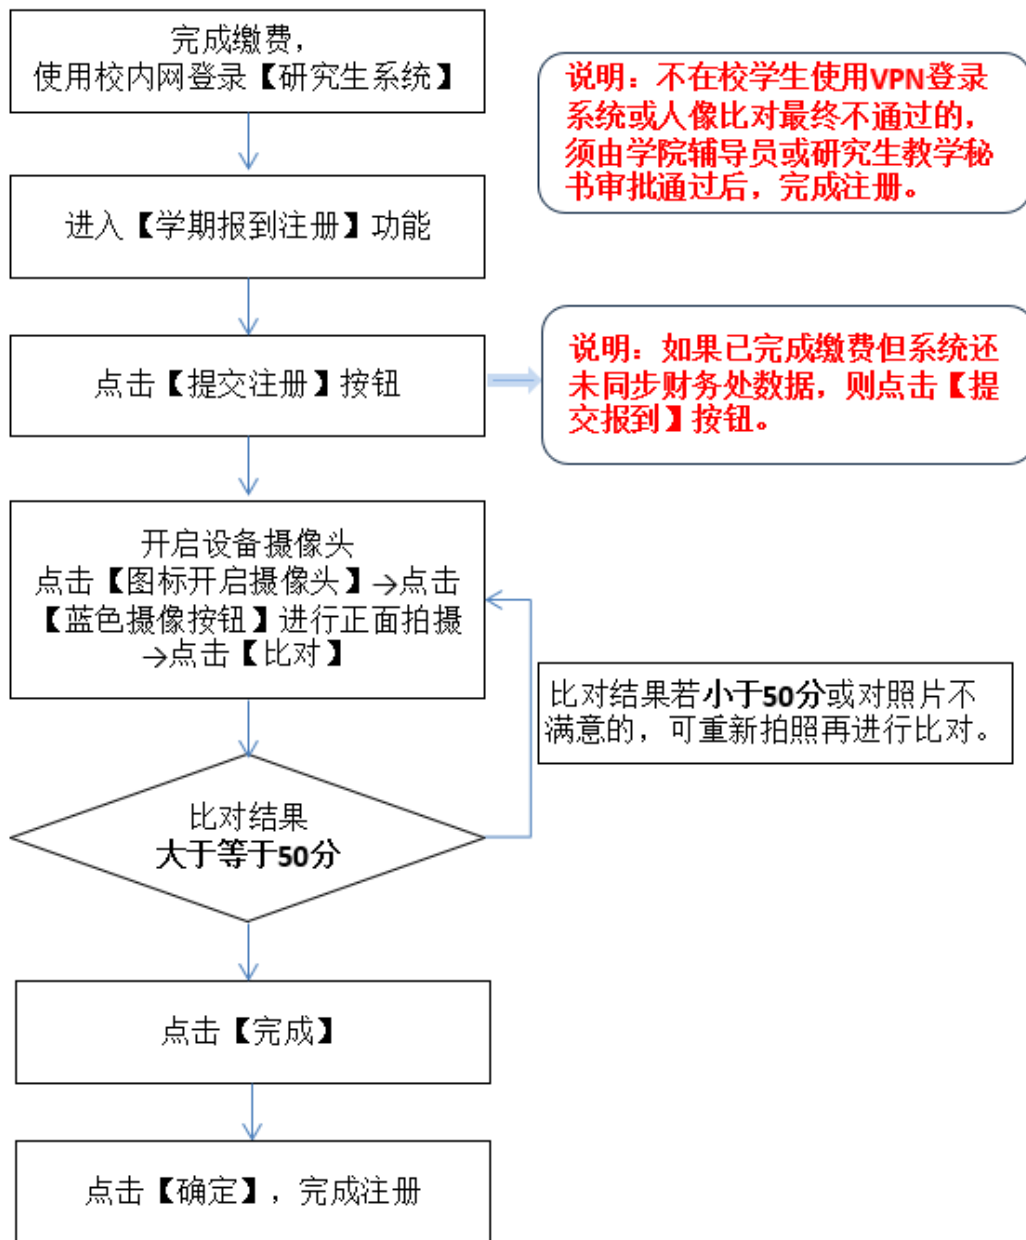 完成缴费，
使用校内网登录【研究生系统】
说明：不在校学生使用VPN登录
系统或人像比对最终不通过的，
须由学院辅导员或研究生教学秘
书审批通过后，完成注册。
进入【学期报到注册】功能
点击【提交注册】按钮
说明：如果已完成缴费但系统还
未同步财务处数据，则点击【提
交报到】按钮。
开启设备摄像头
点击【图标开启摄像头】→点击
【蓝色摄像按钮】进行正面拍摄
→点击【比对】
比对结果若小于50分或对照片不
满意的，可重新拍照再进行比对。
比对结果
大于等于50分
点击【完成】
点击【确定】，完成注册